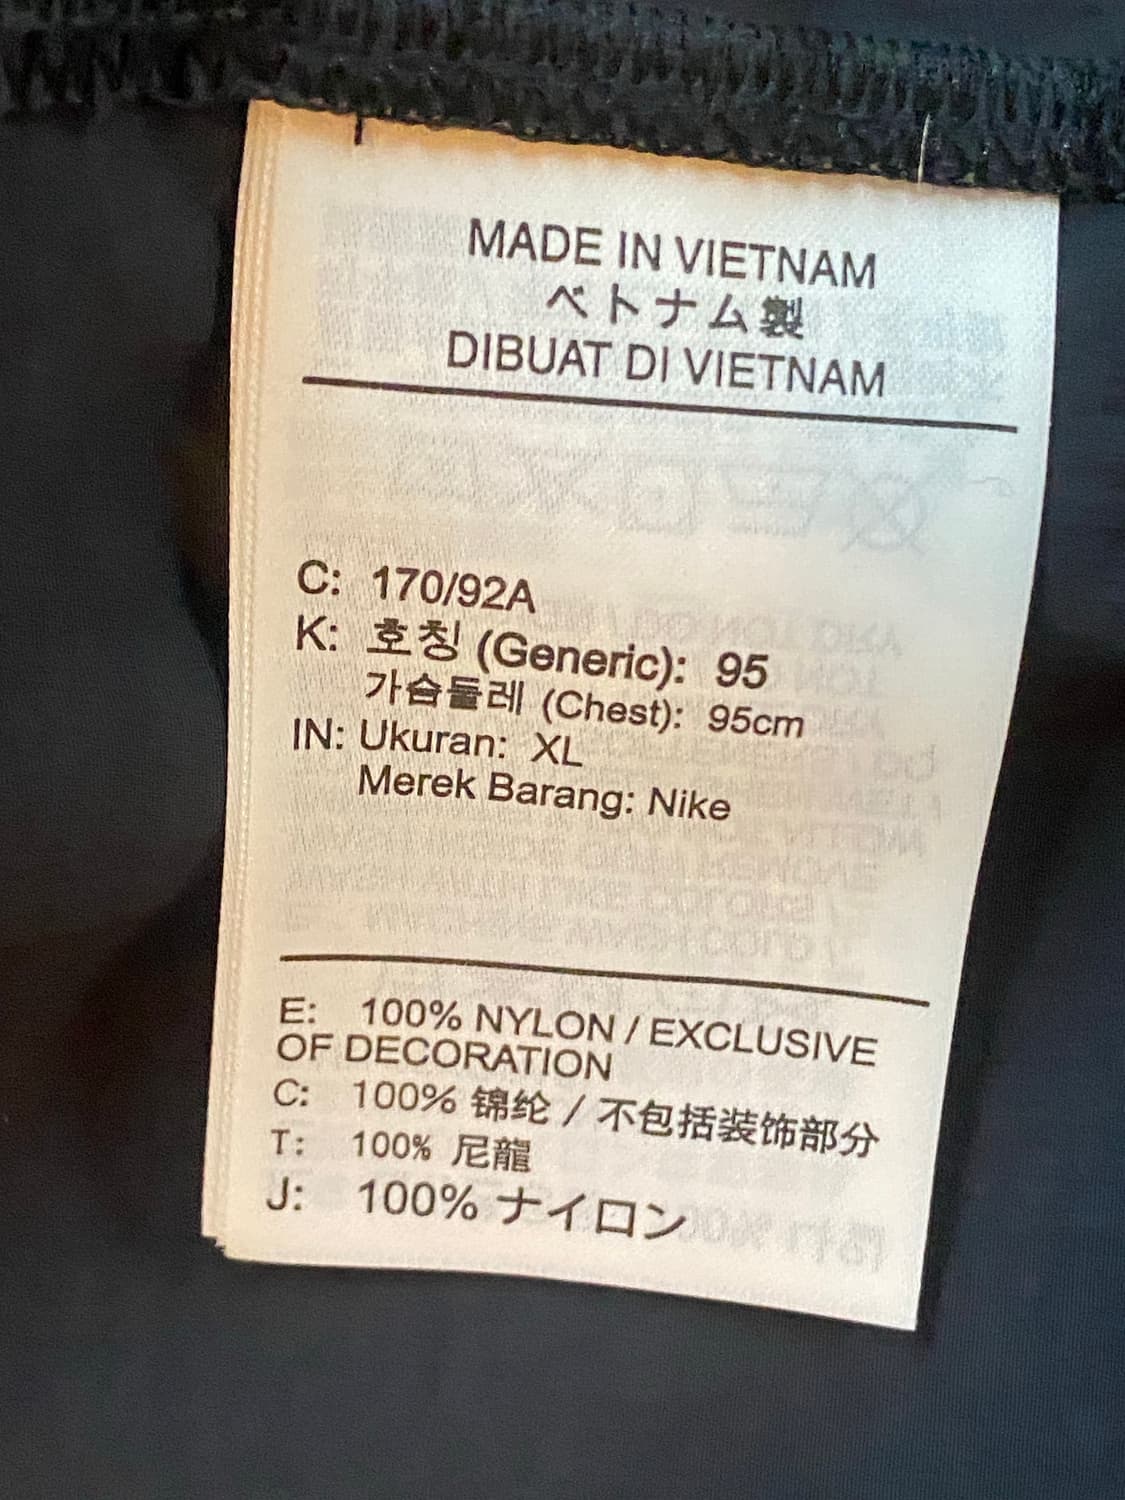 MADE IN VIETNAM
ベトナム製
DIBUAT DI VIETNAM
C: 170/92A
K: 호칭 (Generic): 95
가슴둘레 (Chest): 95cm
IN: Ukuran: XL
Merek Barang: Nike
E: 100% NYLON / EXCLUSIVE
OF DECORATION
C: 100% 锦纶 / 不包括装饰部分
T: 100% 尼龍
J: 100% ナイロン